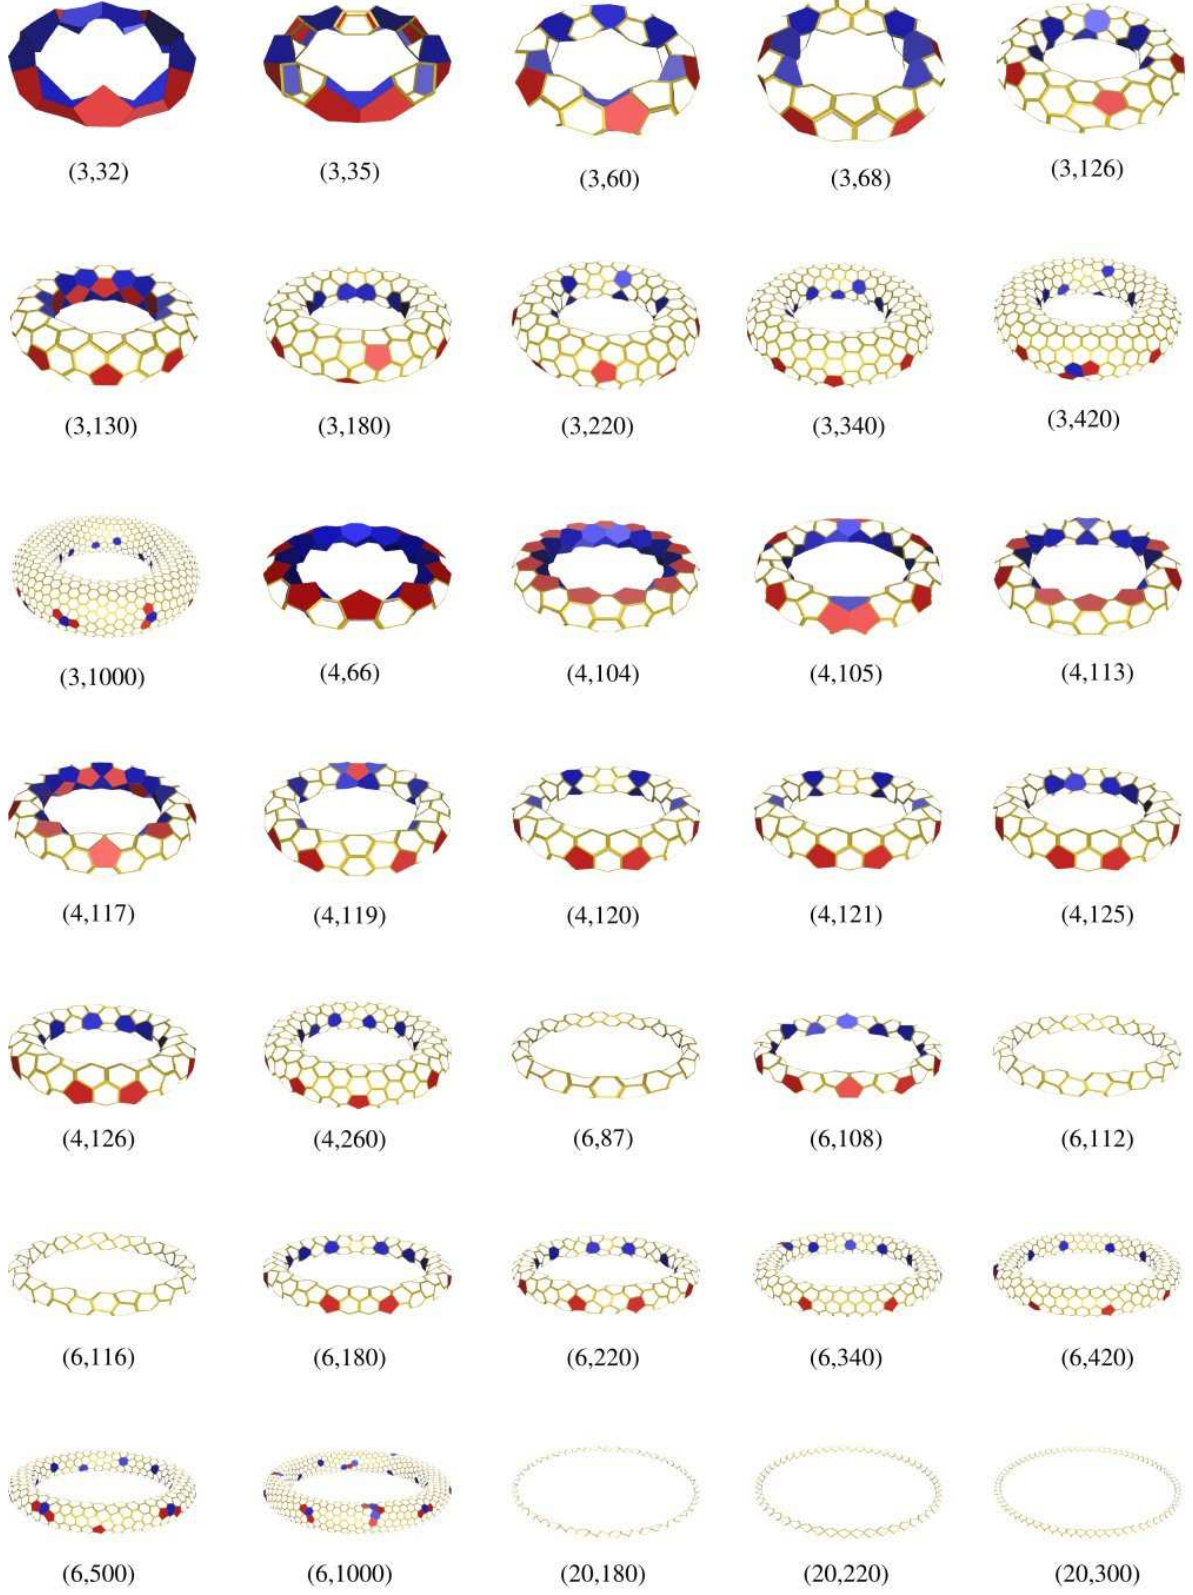 (3,32) (3,35) (3,60) (3,68) (3,126)
(3,130) (3,180) (3,220) (3,340) (3,420)
(3,1000) (4,66) (4,104) (4,105) (4,113)
(4,117) (4,119) (4,120) (4,121) (4,125)
(4,126) (4,260) (6,87) (6,108) (6,112)
(6,116) (6,180) (6,220) (6,340) (6,420)
(6,500) (6,1000) (20,180) (20,220) (20,300)